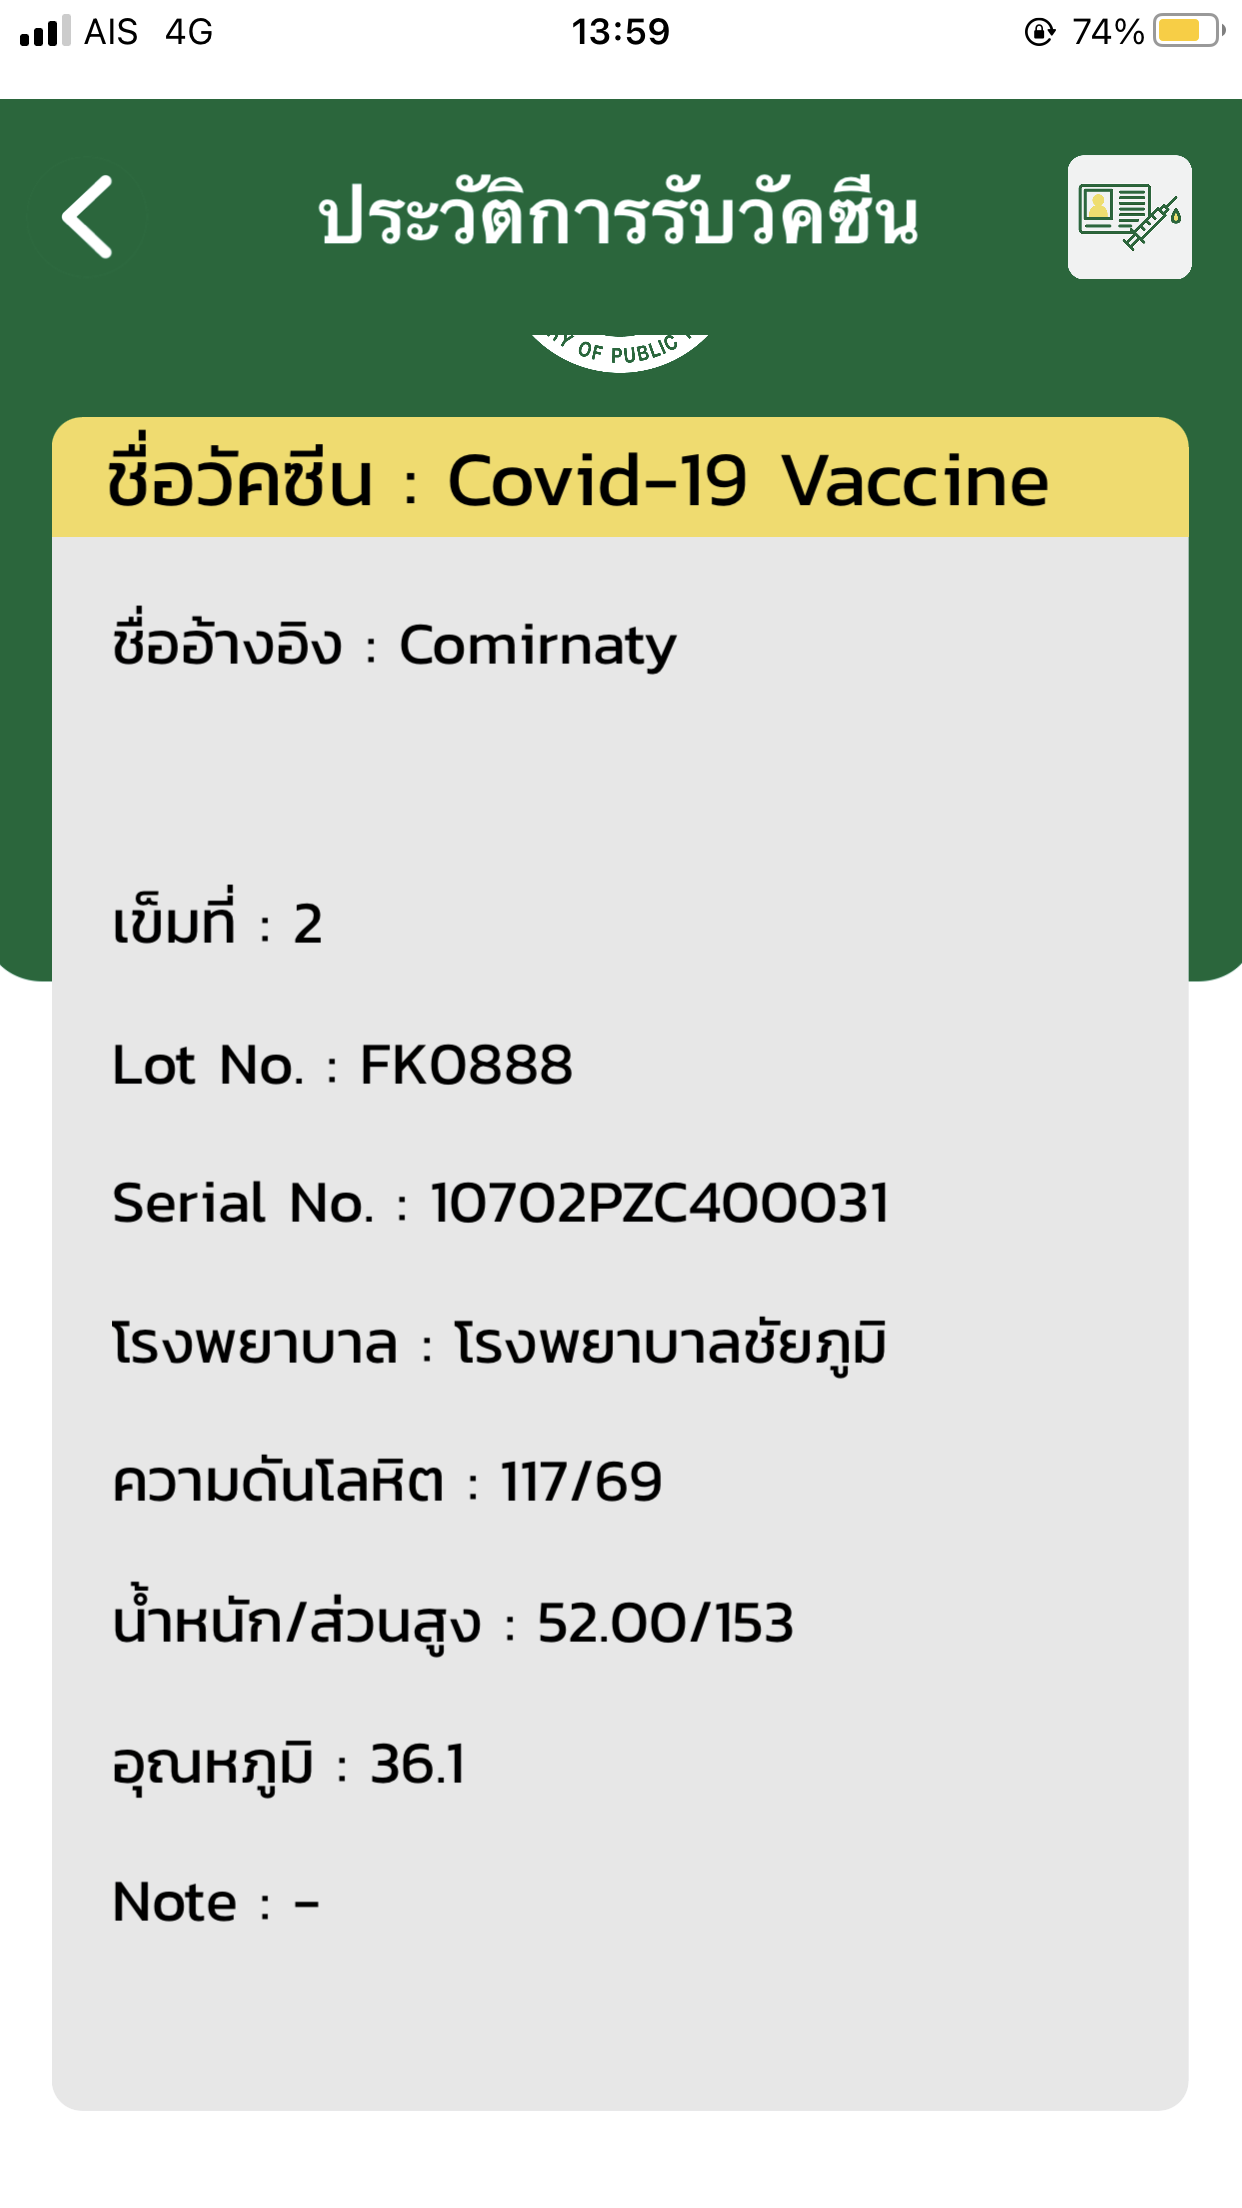 AIS 4G 13:59 74%
ประวัติการรับวัคซีน
OF PUBLIC
ชื่อวัคซีน : Covid-19 Vaccine
ชื่ออ้างอิง : Comirnaty
เข็มที่ : 2
Lot No. : FK0888
Serial No. : 10702PZC400031
โรงพยาบาล : โรงพยาบาลชัยภูมิ
ความดันโลหิต : 117/69
น้ำหนัก/ส่วนสูง : 52.00/153
อุณหภูมิ : 36.1
Note : -